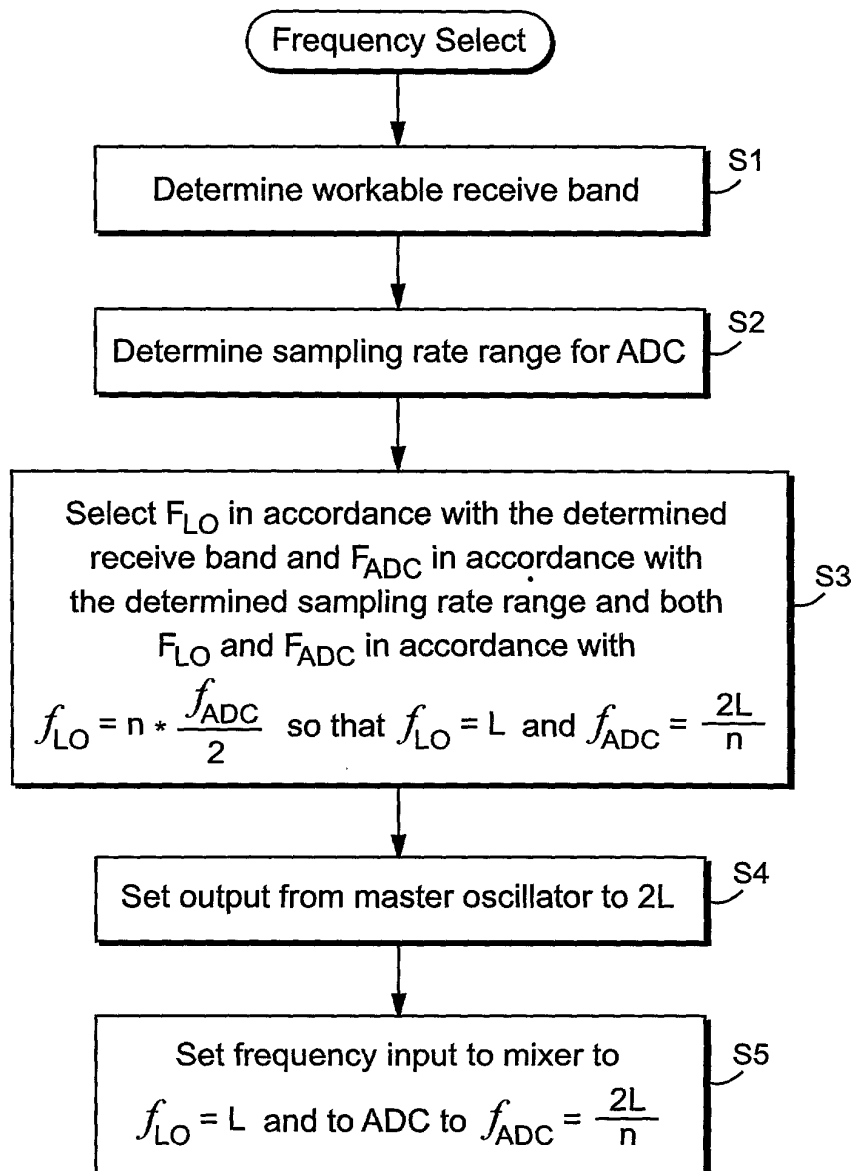 Frequency Select
Determine workable receive band
S1
Determine sampling rate range for ADC
S2
Select F_LO in accordance with the determined
receive band and F_ADC in accordance with
the determined sampling rate range and both
F_LO and F_ADC in accordance with
f_LO = n * f_ADC/2 so that f_LO = L and f_ADC = 2L/n
S3
Set output from master oscillator to 2L
S4
Set frequency input to mixer to
f_LO = L and to ADC to f_ADC = 2L/n
S5